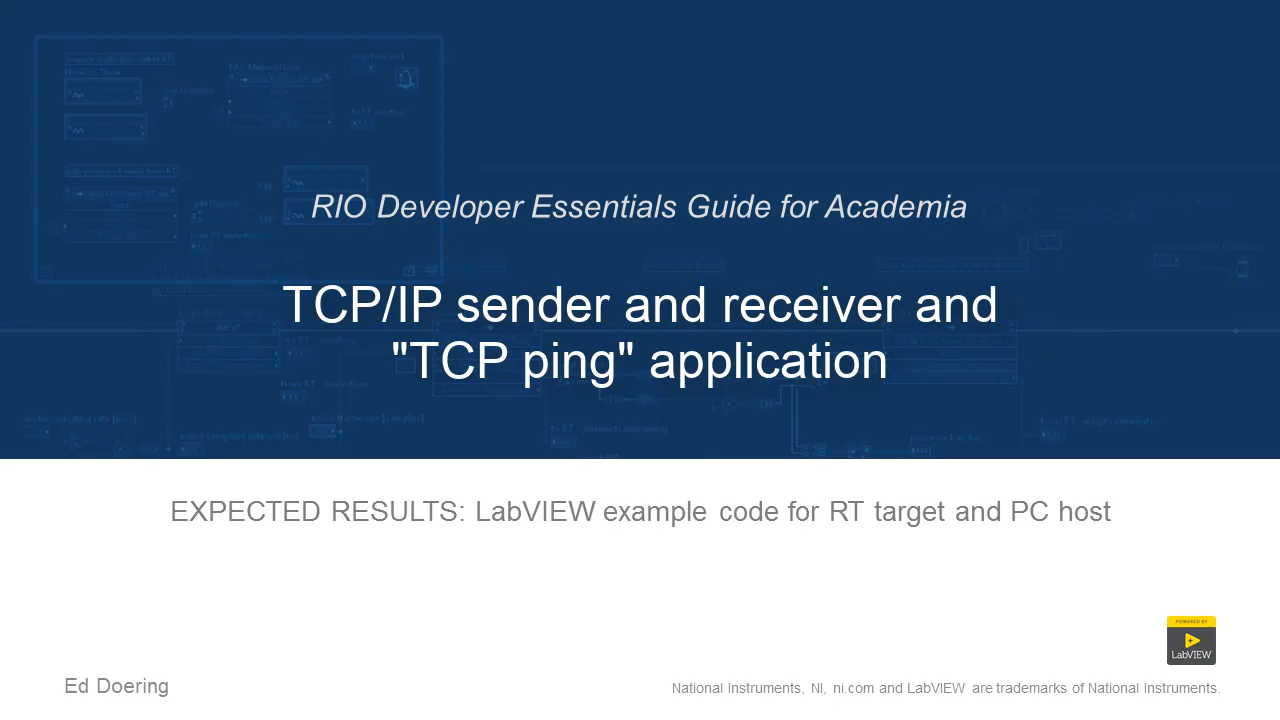 RIO Developer Essentials Guide for Academia
TCP/IP sender and receiver and
"TCP ping" application
EXPECTED RESULTS: LabVIEW example code for RT target and PC host
POWERED BY
LabVIEW
Ed Doering
National Instruments, NI, ni.com and LabVIEW are trademarks of National Instruments.